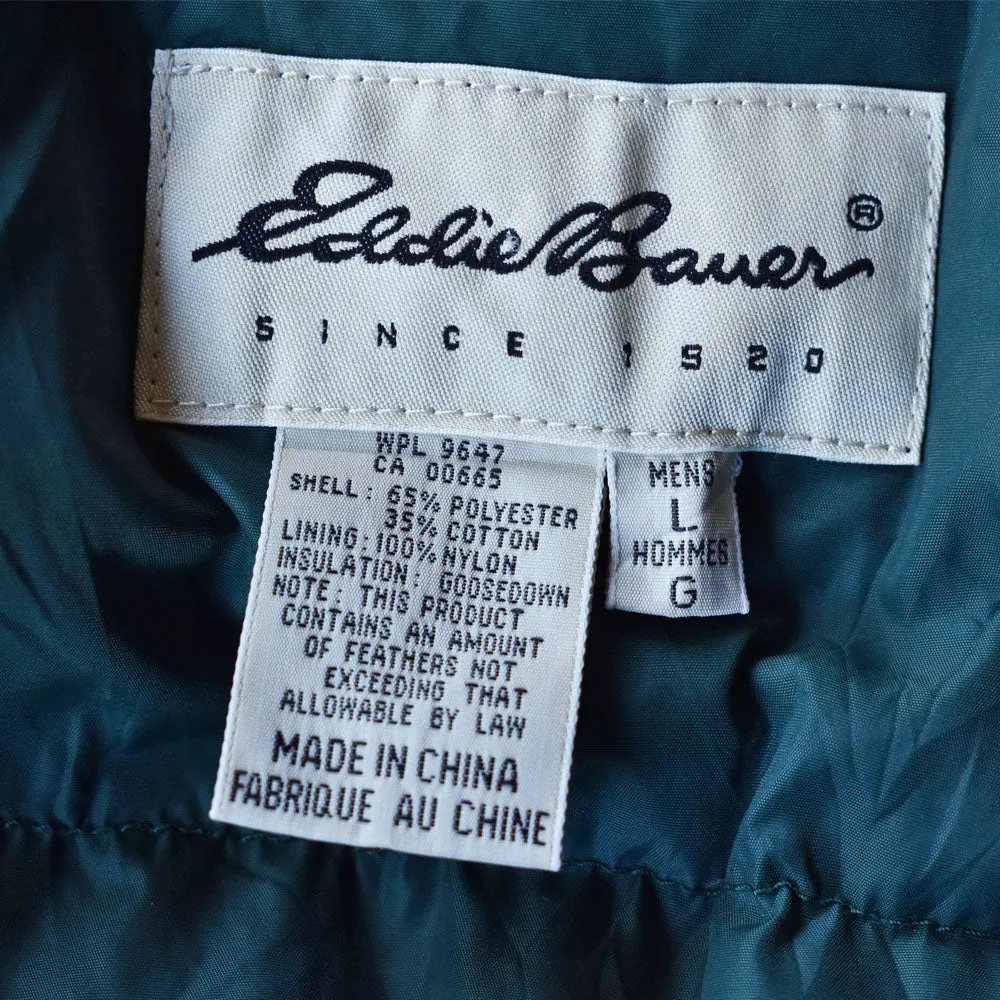 Eddie Bauer ®
SINCE 1920
WPL 9647
CA 00665
SHELL: 65% POLYESTER
35% COTTON
LINING: 100% NYLON
INSULATION: GOOSEDOWN
NOTE: THIS PRODUCT
CONTAINS AN AMOUNT
OF FEATHERS NOT
EXCEEDING THAT
ALLOWABLE BY LAW
MADE IN CHINA
FABRIQUE AU CHINE
MENS
L
HOMMES
G